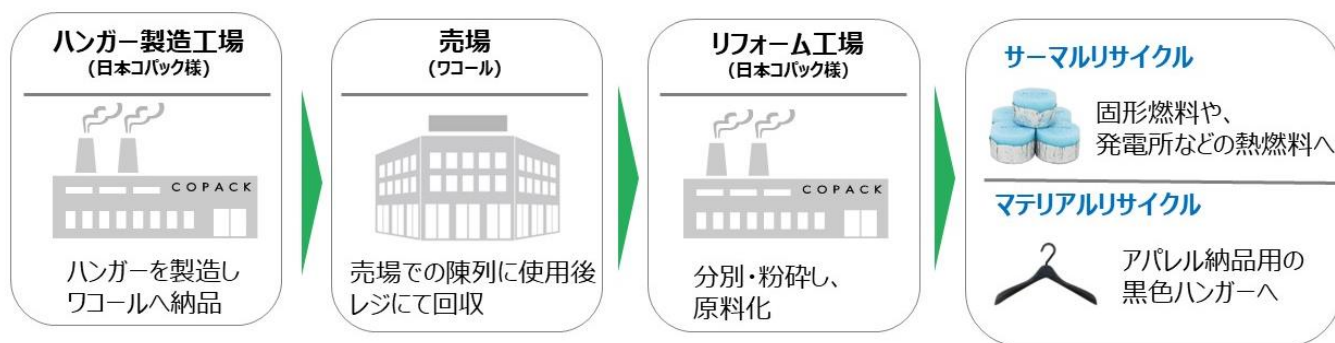 ハンガー製造工場
(日本コパック様)
COPACK
ハンガーを製造し
ワコールへ納品
売場
(ワコール)
売場での陳列に使用後
レジにて回収
リフォーム工場
(日本コパック様)
COPACK
分別・粉砕し、
原料化
サーマルリサイクル
固形燃料や、
発電所などの熱燃料へ
マテリアルリサイクル
アパレル納品用の
黒色ハンガーへ